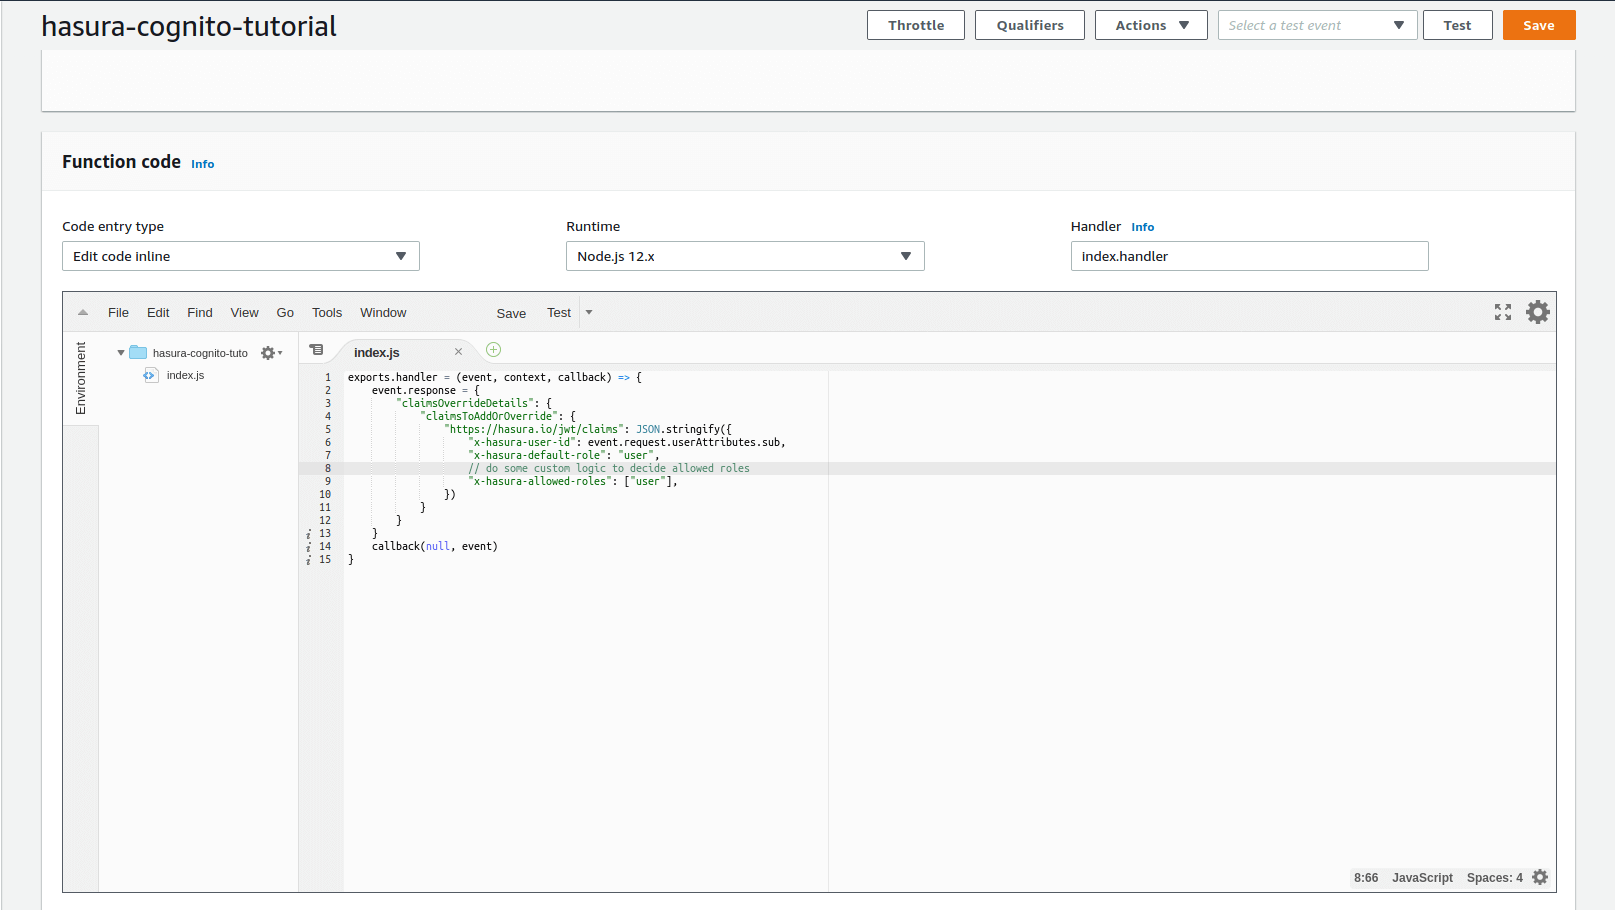 hasura-cognito-tutorial
Throttle Qualifiers Actions Select a test event Test Save
Function code Info
Code entry type Runtime Handler Info
Edit code inline Node.js 12.x index.handler
File Edit Find View Go Tools Window Save Test
Environment
hasura-cognito-tuto
index.js
index.js
1 exports.handler = (event, context, callback) => {
2 event.response = {
3 "claimsOverrideDetails": {
4 "claimsToAddOrOverride": {
5 "https://hasura.io/jwt/claims": JSON.stringify({
6 "x-hasura-user-id": event.request.userAttributes.sub,
7 "x-hasura-default-role": "user",
8 // do some custom logic to decide allowed roles
9 "x-hasura-allowed-roles": ["user"],
10 })
11 }
12 }
i 13 }
i 14 callback(null, event)
i 15 }
8:66 JavaScript Spaces: 4